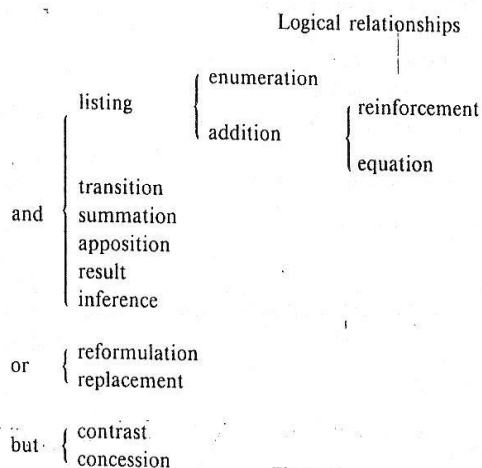 Logical relationships
enumeration
listing
reinforcement
addition
equation
transition
and
summation
apposition
result
inference
reformulation
or
replacement
contrast
but
concession